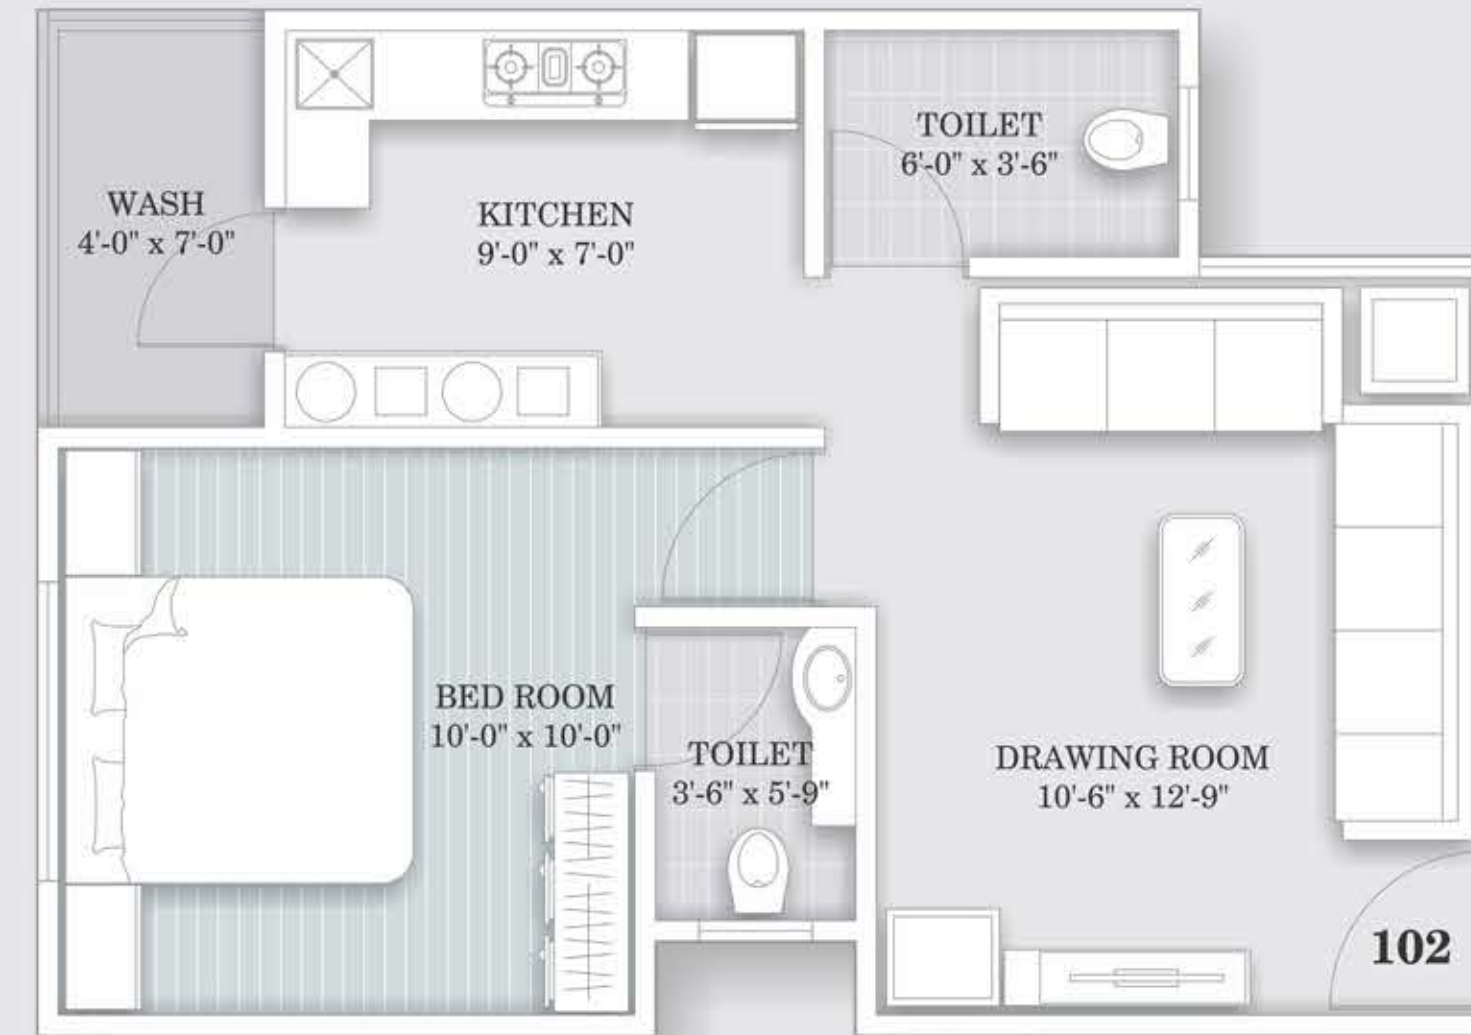 TOILET
6'-0" x 3'-6"
WASH
4'-0" x 7'-0"
KITCHEN
9'-0" x 7'-0"
BED ROOM
10'-0" x 10'-0"
TOILET
3'-6" x 5'-9"
DRAWING ROOM
10'-6" x 12'-9"
102